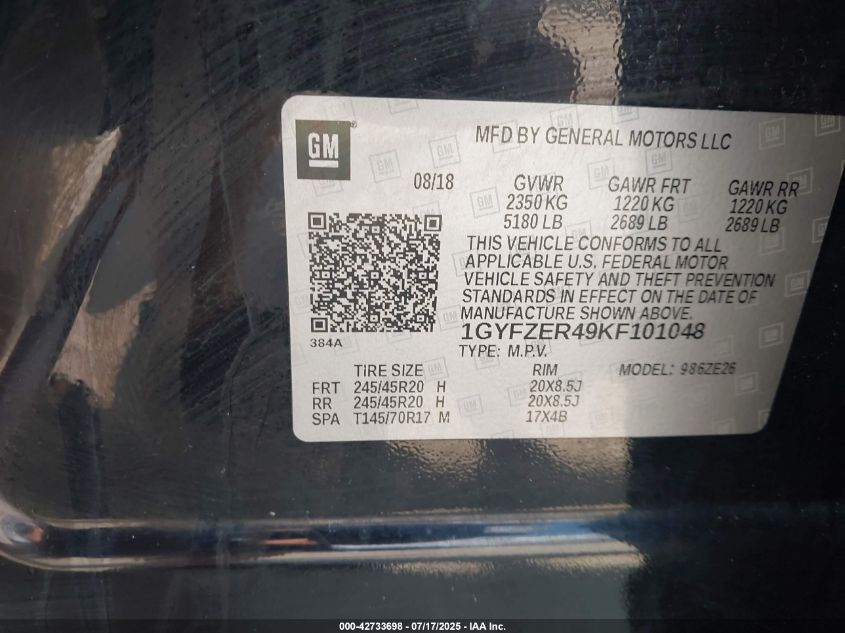 GM
MFD BY GENERAL MOTORS LLC
08/18
GVWR GAWR FRT GAWR RR
2350 KG 1220 KG 1220 KG
5180 LB 2689 LB 2689 LB
THIS VEHICLE CONFORMS TO ALL
APPLICABLE U.S. FEDERAL MOTOR
VEHICLE SAFETY AND THEFT PREVENTION
STANDARDS IN EFFECT ON THE DATE OF
MANUFACTURE SHOWN ABOVE.
384A
1GYFZER49KF101048
TYPE: M.P.V. MODEL: 986ZE26
TIRE SIZE RIM
FRT 245/45R20 H 20X8.5J
RR 245/45R20 H 20X8.5J
SPA T145/70R17 M 17X4B
000-42733698 - 07/17/2025 - IAA Inc.